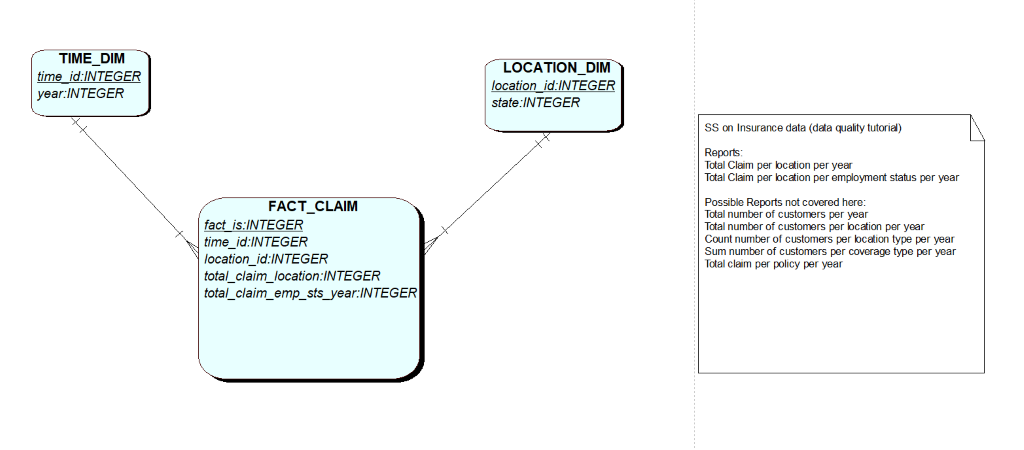 TIME_DIM
time_id:INTEGER
year:INTEGER
LOCATION_DIM
location_id:INTEGER
state:INTEGER
FACT_CLAIM
fact_is:INTEGER
time_id:INTEGER
location_id:INTEGER
total_claim_location:INTEGER
total_claim_emp_sts_year:INTEGER
SS on Insurance data (data quality tutorial)
Reports:
Total Claim per location per year
Total Claim per location per employment status per year
Possible Reports not covered here:
Total number of customers per year
Total number of customers per location per year
Count number of customers per location type per year
Sum number of customers per coverage type per year
Total claim per policy per year